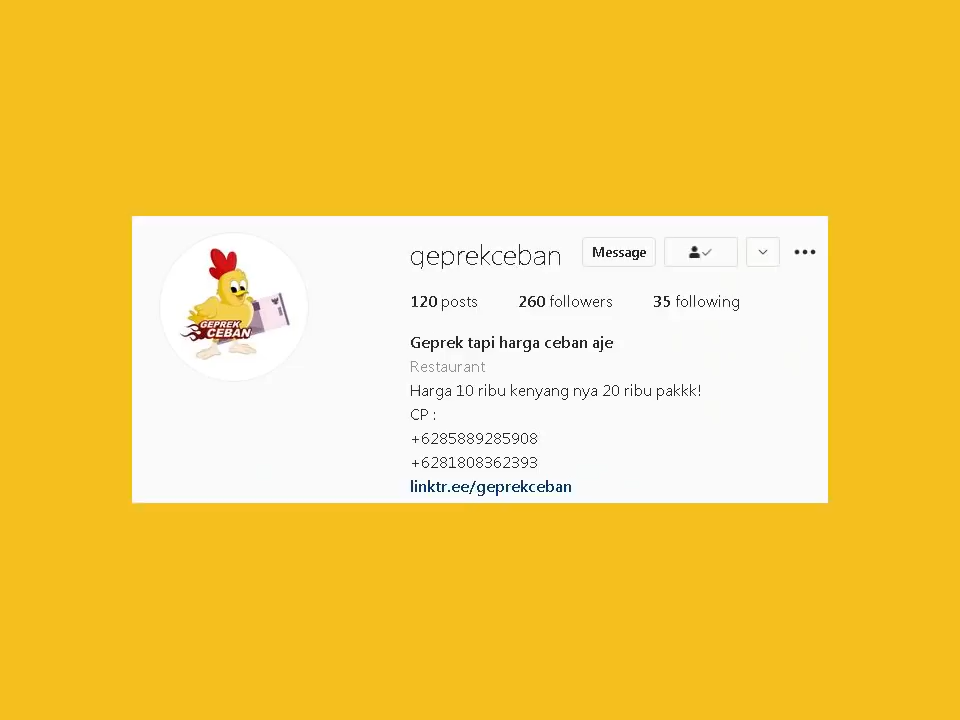 geprekceban Message
120 posts 260 followers 35 following
Geprek tapi harga ceban aje
Restaurant
Harga 10 ribu kenyang nya 20 ribu pakkk!
CP :
+6285889285908
+6281808362393
linktr.ee/geprekceban
GEPREK
CEBAN